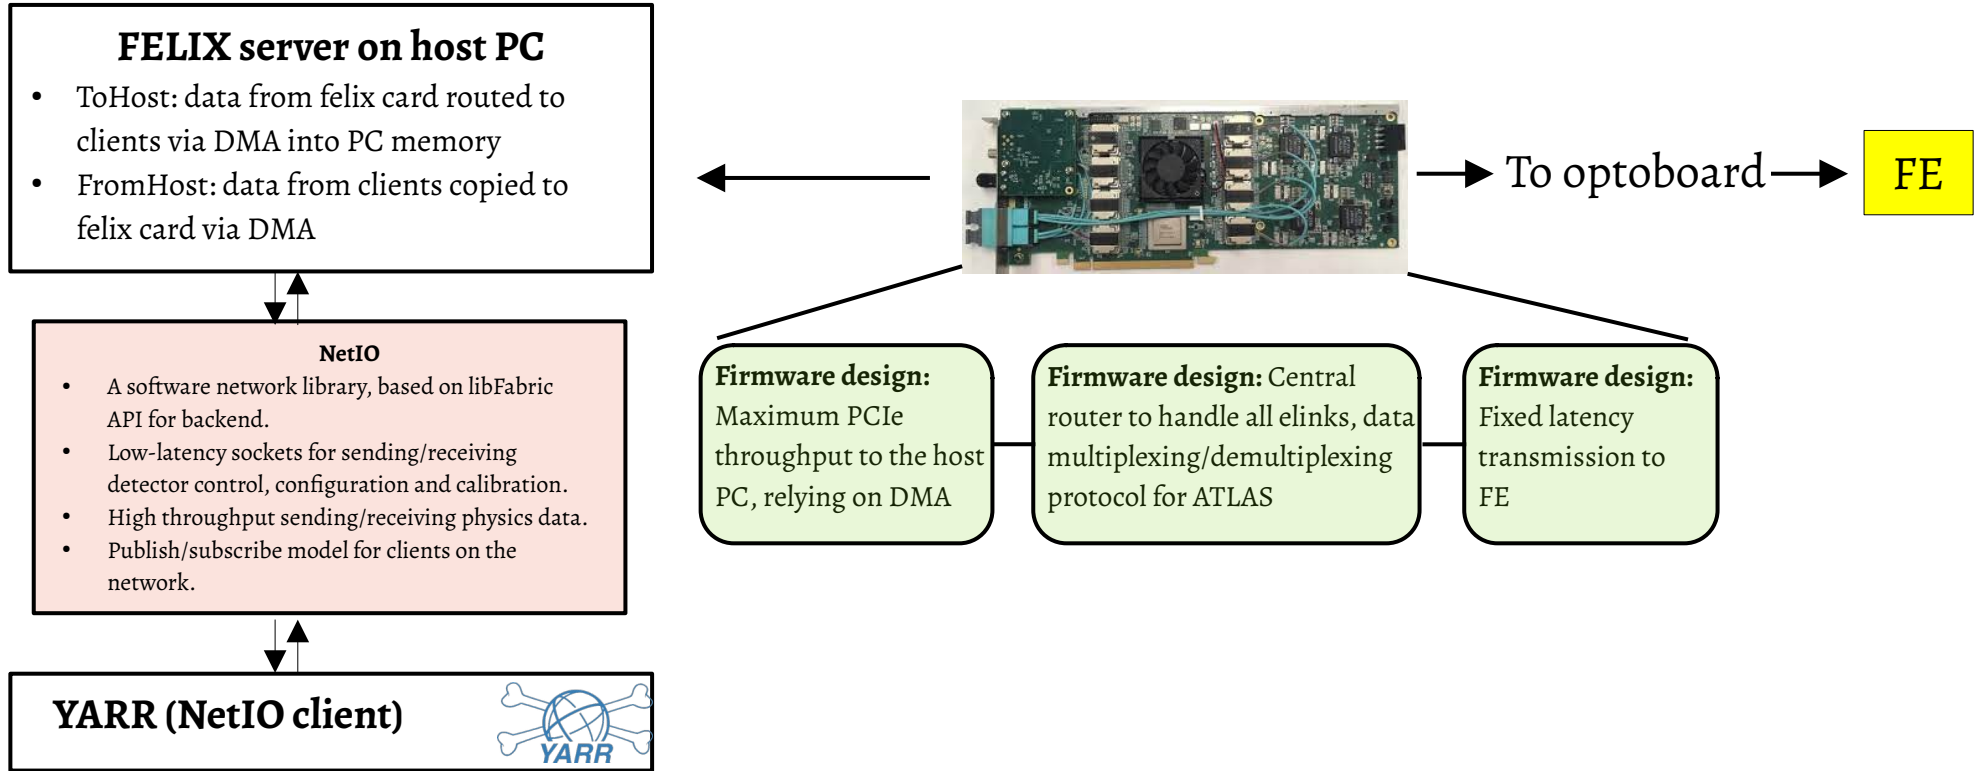 FELIX server on host PC
• ToHost: data from felix card routed to
clients via DMA into PC memory
• FromHost: data from clients copied to
felix card via DMA
To optoboard
FE
NetIO
• A software network library, based on libFabric
API for backend.
• Low-latency sockets for sending/receiving
detector control, configuration and calibration.
• High throughput sending/receiving physics data.
• Publish/subscribe model for clients on the
network.
Firmware design:
Maximum PCIe
throughput to the host
PC, relying on DMA
Firmware design: Central
router to handle all elinks, data
multiplexing/demultiplexing
protocol for ATLAS
Firmware design:
Fixed latency
transmission to
FE
YARR (NetIO client)
YARR